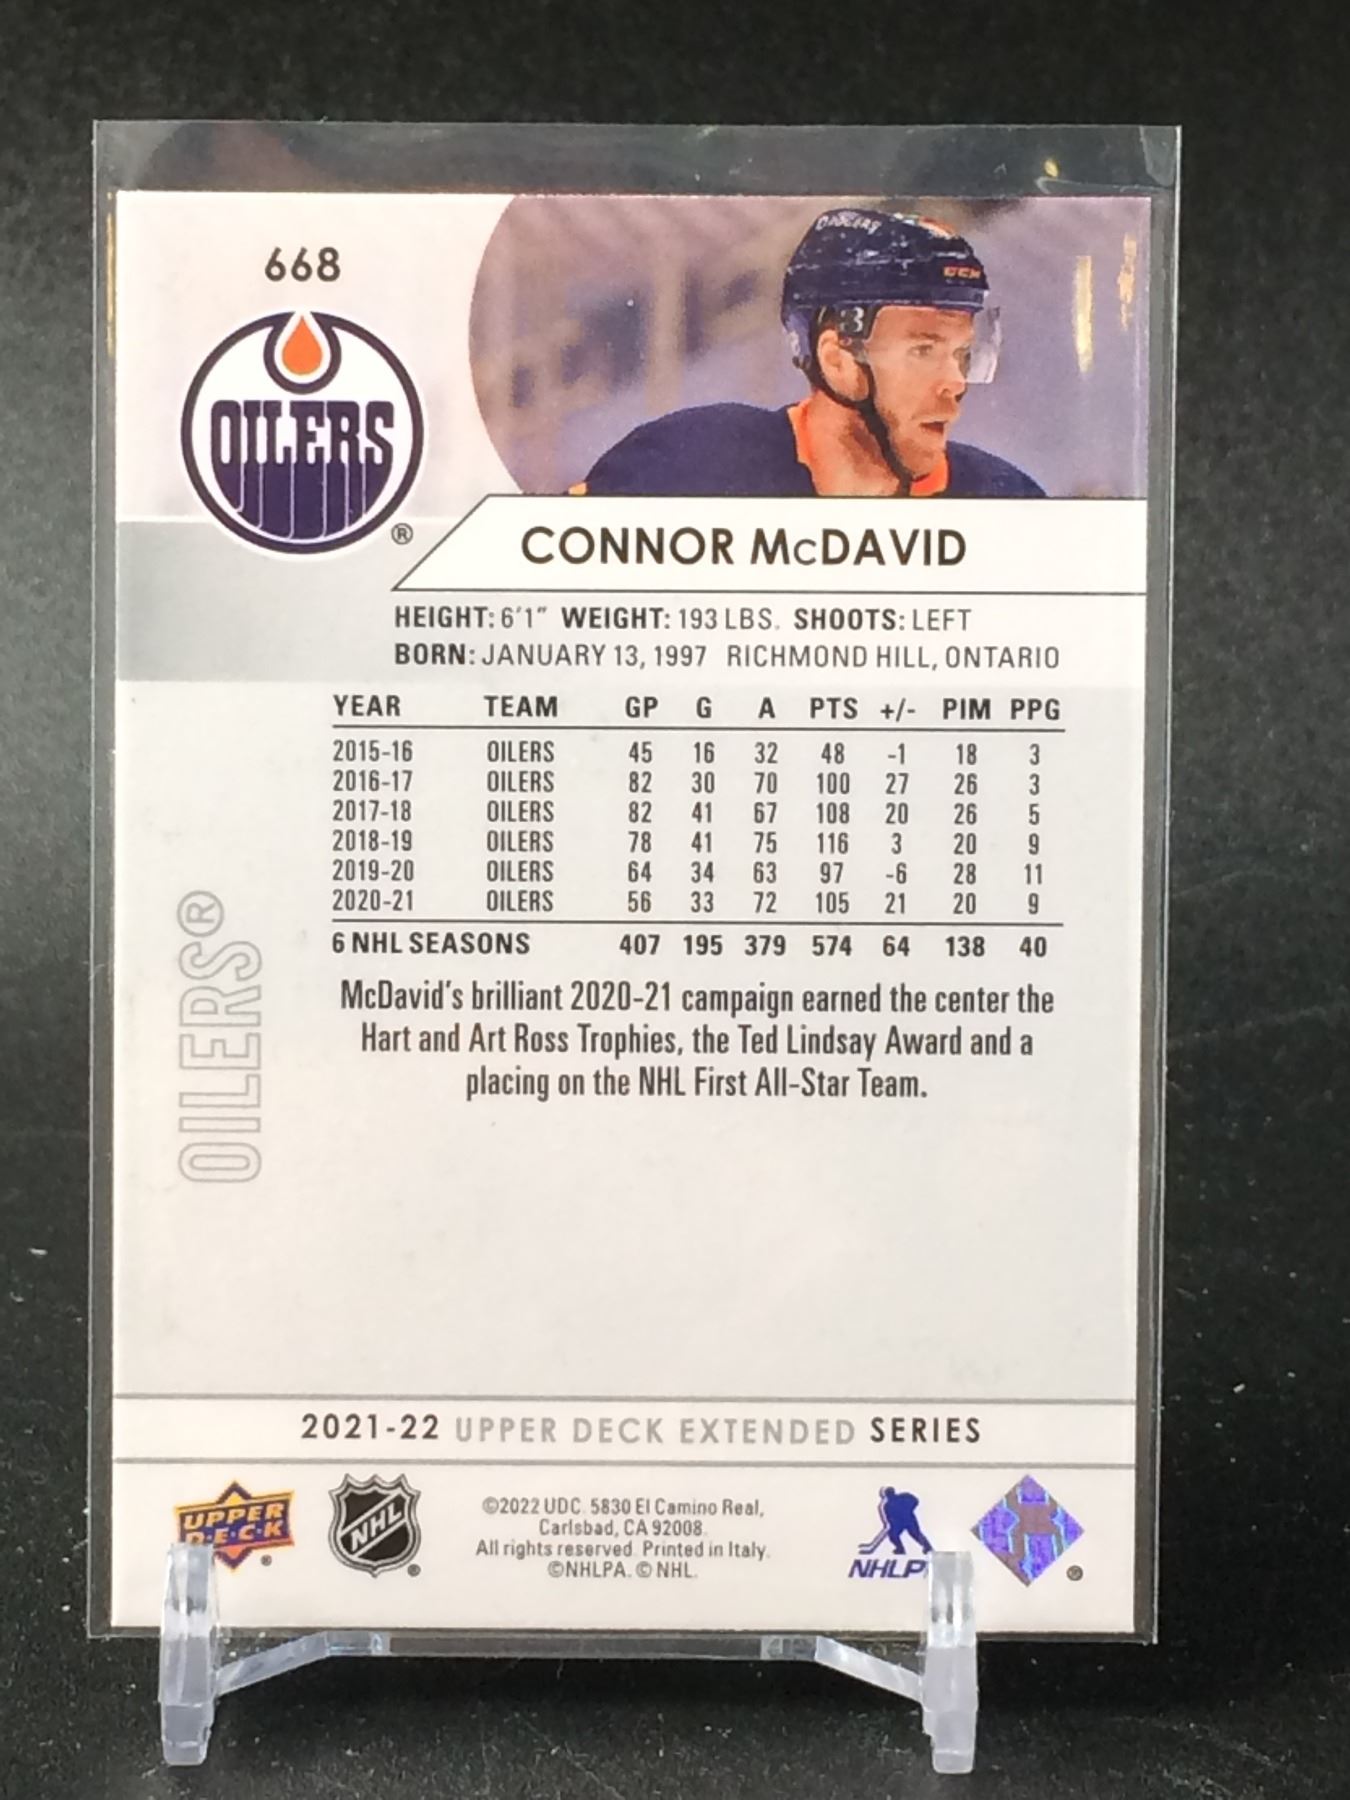 668
OILERS
®
OILERS
CCM
CONNOR McDAVID
HEIGHT: 6'1" WEIGHT: 193 LBS. SHOOTS: LEFT
BORN: JANUARY 13, 1997 RICHMOND HILL, ONTARIO
YEAR TEAM GP G A PTS +/- PIM PPG
2015-16 OILERS 45 16 32 48 -1 18 3
2016-17 OILERS 82 30 70 100 27 26 3
2017-18 OILERS 82 41 67 108 20 26 5
2018-19 OILERS 78 41 75 116 3 20 9
2019-20 OILERS 64 34 63 97 -6 28 11
2020-21 OILERS 56 33 72 105 21 20 9
6 NHL SEASONS 407 195 379 574 64 138 40
OILERS®
McDavid's brilliant 2020-21 campaign earned the center the
Hart and Art Ross Trophies, the Ted Lindsay Award and a
placing on the NHL First All-Star Team.
2021-22 UPPER DECK EXTENDED SERIES
UPPER
D·E·C·K
®
NHL
®
©2022 UDC. 5830 El Camino Real,
Carlsbad, CA 92008.
All rights reserved. Printed in Italy.
©NHLPA. © NHL.
NHLP
®